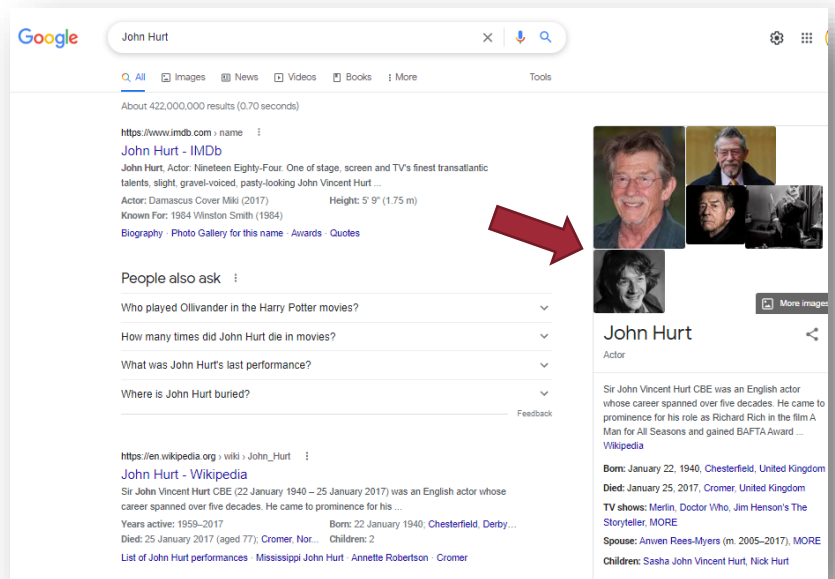 Google
John Hurt
All Images News Videos Books More Tools
About 422,000,000 results (0.70 seconds)
https://www.imdb.com › name
John Hurt - IMDb
John Hurt, Actor: Nineteen Eighty-Four. One of stage, screen and TV's finest transatlantic
talents, slight, gravel-voiced, pasty-looking John Vincent Hurt ...
Actor: Damascus Cover Miki (2017) Height: 5' 9" (1.75 m)
Known For: 1984 Winston Smith (1984)
Biography · Photo Gallery for this name · Awards · Quotes
People also ask
Who played Ollivander in the Harry Potter movies?
How many times did John Hurt die in movies?
What was John Hurt's last performance?
Where is John Hurt buried?
Feedback
https://en.wikipedia.org › wiki › John_Hurt
John Hurt - Wikipedia
Sir John Vincent Hurt CBE (22 January 1940 – 25 January 2017) was an English actor whose
career spanned over five decades. He came to prominence for his ...
Years active: 1959–2017 Born: 22 January 1940; Chesterfield, Derby...
Died: 25 January 2017 (aged 77); Cromer, Nor... Children: 2
List of John Hurt performances · Mississippi John Hurt · Annette Robertson · Cromer
More images
John Hurt
Actor
Sir John Vincent Hurt CBE was an English actor
whose career spanned over five decades. He came to
prominence for his role as Richard Rich in the film A
Man for All Seasons and gained BAFTA Award ...
Wikipedia
Born: January 22, 1940, Chesterfield, United Kingdom
Died: January 25, 2017, Cromer, United Kingdom
TV shows: Merlin, Doctor Who, Jim Henson's The
Storyteller, MORE
Spouse: Anwen Rees-Myers (m. 2005–2017), MORE
Children: Sasha John Vincent Hurt, Nick Hurt